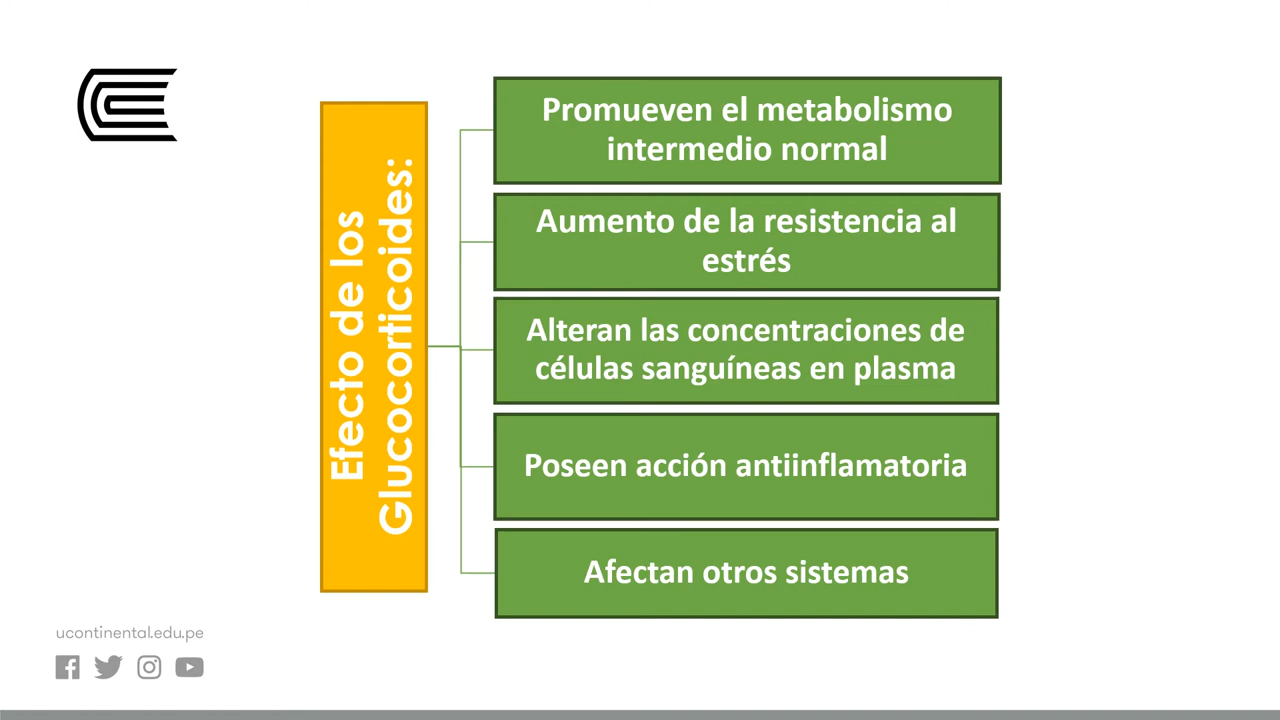 Efecto de los
Glucocorticoides:
Promueven el metabolismo
intermedio normal
Aumento de la resistencia al
estrés
Alteran las concentraciones de
células sanguíneas en plasma
Poseen acción antiinflamatoria
Afectan otros sistemas
ucontinental.edu.pe